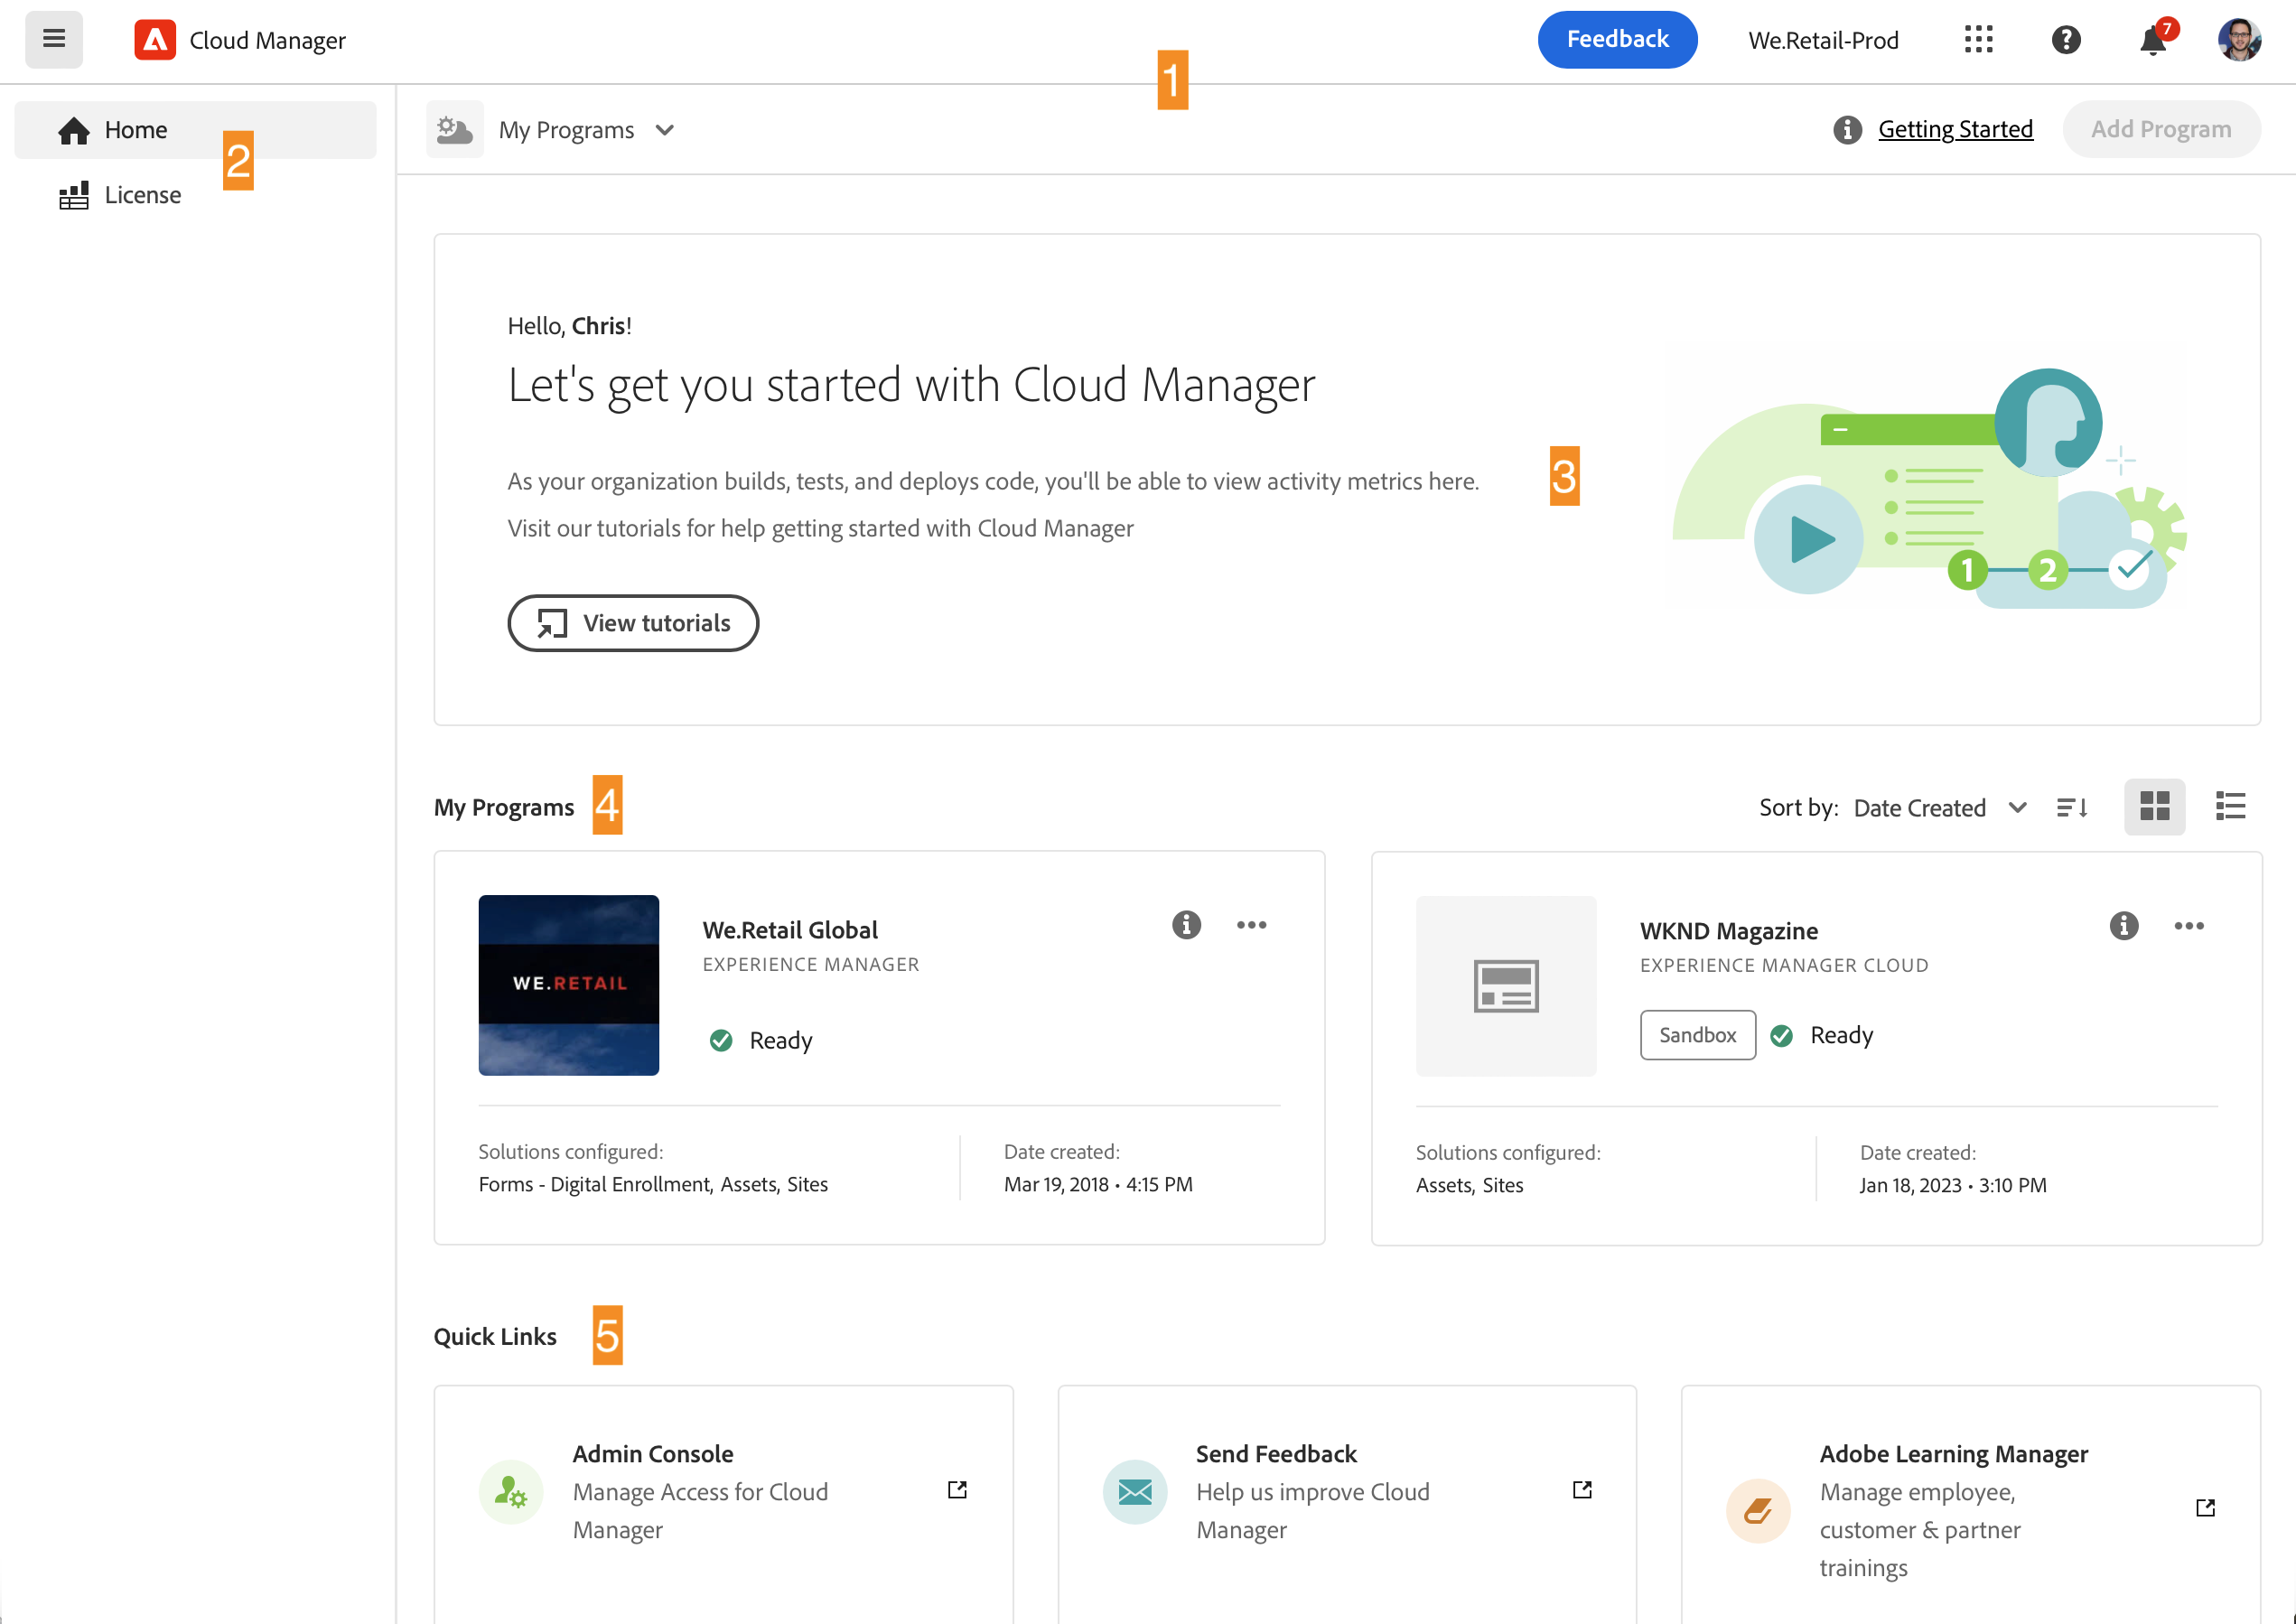 Cloud Manager
Feedback
We.Retail-Prod
7
1
Home
2
License
My Programs
Getting Started
Add Program
Hello, Chris!
Let's get you started with Cloud Manager
As your organization builds, tests, and deploys code, you'll be able to view activity metrics here.
Visit our tutorials for help getting started with Cloud Manager
3
View tutorials
1
2
My Programs
4
Sort by: Date Created
WE.RETAIL
We.Retail Global
EXPERIENCE MANAGER
Ready
Solutions configured:
Forms - Digital Enrollment, Assets, Sites
Date created:
Mar 19, 2018 • 4:15 PM
WKND Magazine
EXPERIENCE MANAGER CLOUD
Sandbox
Ready
Solutions configured:
Assets, Sites
Date created:
Jan 18, 2023 • 3:10 PM
Quick Links
5
Admin Console
Manage Access for Cloud
Manager
Send Feedback
Help us improve Cloud
Manager
Adobe Learning Manager
Manage employee,
customer & partner
trainings